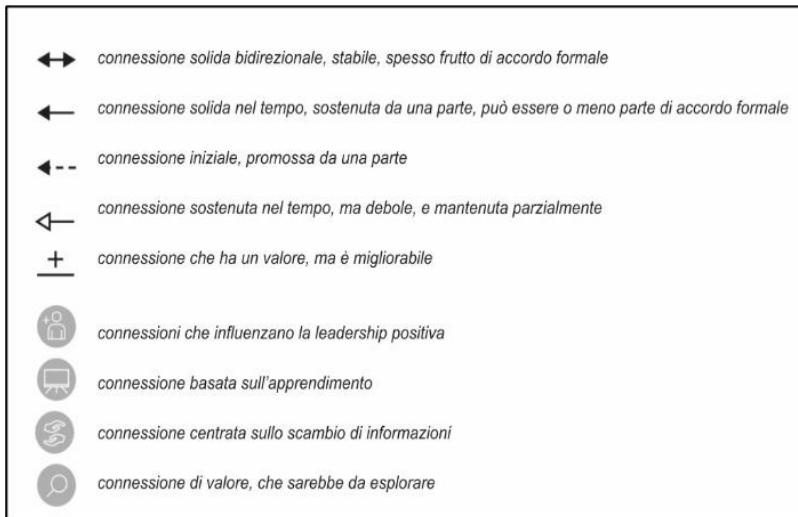 connessione solida bidirezionale, stabile, spesso frutto di accordo formale
connessione solida nel tempo, sostenuta da una parte, può essere o meno parte di accordo formale
connessione iniziale, promossa da una parte
connessione sostenuta nel tempo, ma debole, e mantenuta parzialmente
connessione che ha un valore, ma è migliorabile
connessioni che influenzano la leadership positiva
connessione basata sull'apprendimento
connessione centrata sullo scambio di informazioni
connessione di valore, che sarebbe da esplorare